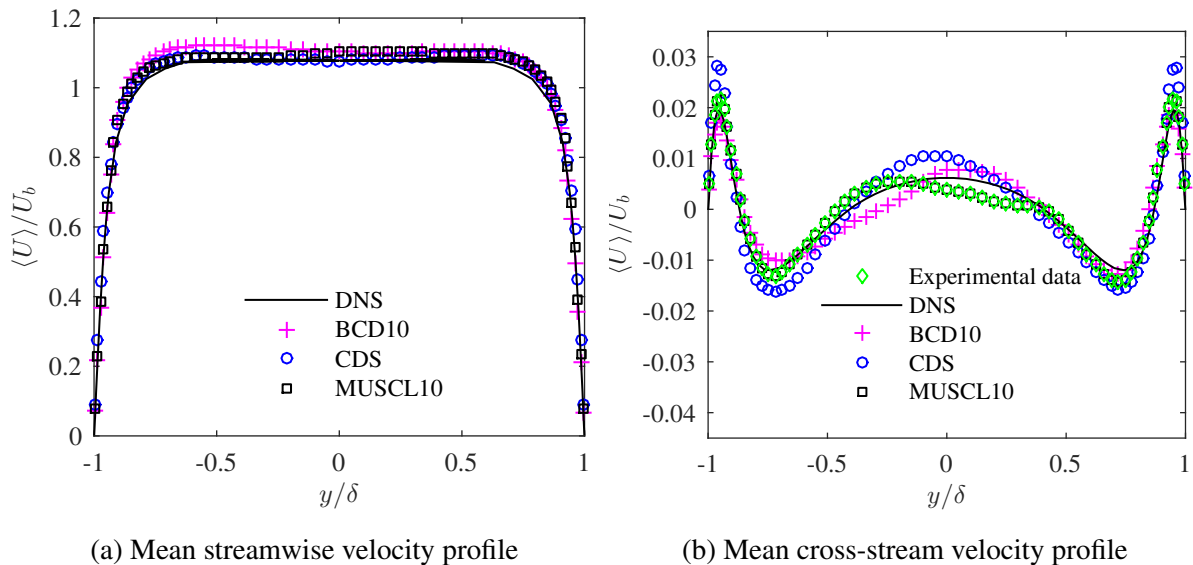 1.2
1
0.8
0.6
0.4
0.2
0
-1
-0.5
0
0.5
1
⟨U⟩/U_b
y/δ
DNS
BCD10
CDS
MUSCL10
(a) Mean streamwise velocity profile
0.03
0.02
0.01
0
-0.01
-0.02
-0.03
-0.04
-1
-0.5
0
0.5
1
⟨U⟩/U_b
y/δ
Experimental data
DNS
BCD10
CDS
MUSCL10
(b) Mean cross-stream velocity profile